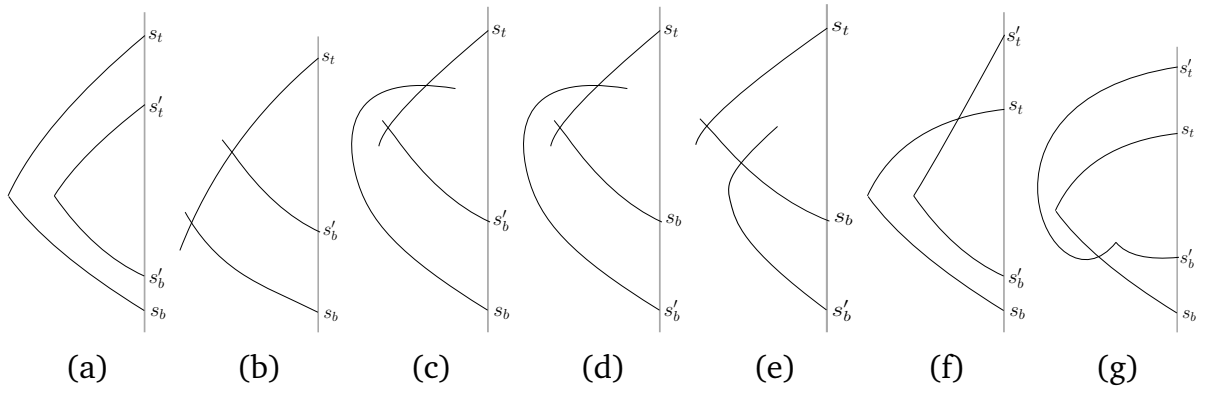 s_t s'_t s'_b s_b
s_t s'_b s_b
s_t s'_b s_b
s_t s_b s'_b
s_t s_b s'_b
s'_t s_t s'_b s_b
s'_t s_t s'_b s_b
(a) (b) (c) (d) (e) (f) (g)